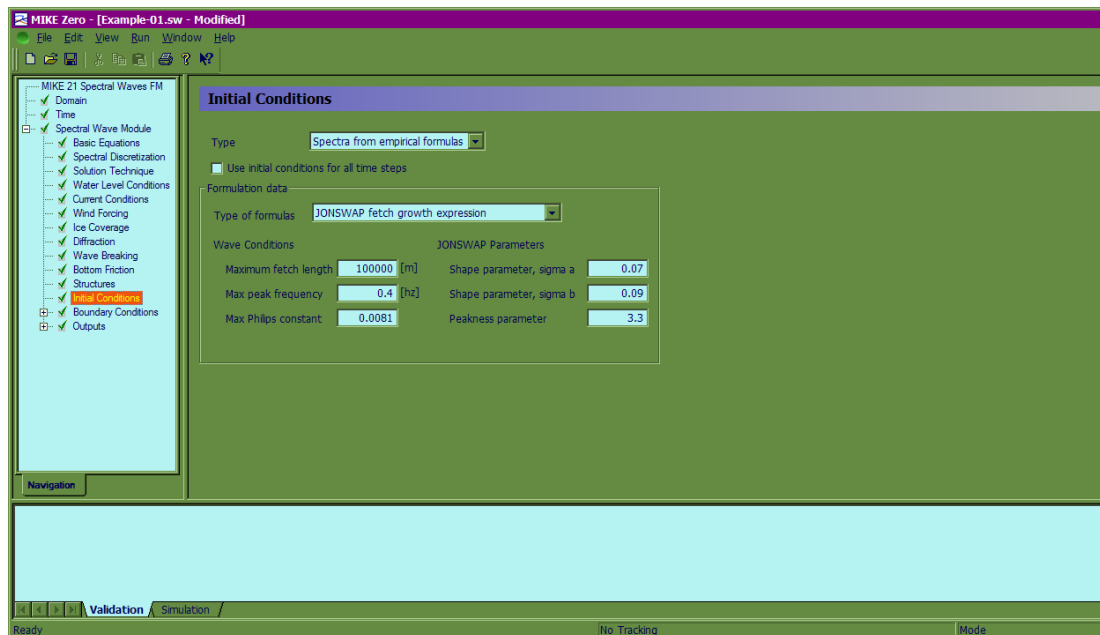 MIKE Zero - [Example-01.sw - Modified]
File Edit View Run Window Help
MIKE 21 Spectral Waves FM
Domain
Time
Spectral Wave Module
Basic Equations
Spectral Discretization
Solution Technique
Water Level Conditions
Current Conditions
Wind Forcing
Ice Coverage
Diffraction
Wave Breaking
Bottom Friction
Structures
Initial Conditions
Boundary Conditions
Outputs
Navigation
Initial Conditions
Type Spectra from empirical formulas
Use initial conditions for all time steps
Formulation data
Type of formulas JONSWAP fetch growth expression
Wave Conditions JONSWAP Parameters
Maximum fetch length 100000 [m] Shape parameter, sigma a 0.07
Max peak frequency 0.4 [hz] Shape parameter, sigma b 0.09
Max Philips constant 0.0081 Peakness parameter 3.3
Validation Simulation
Ready No Tracking Mode